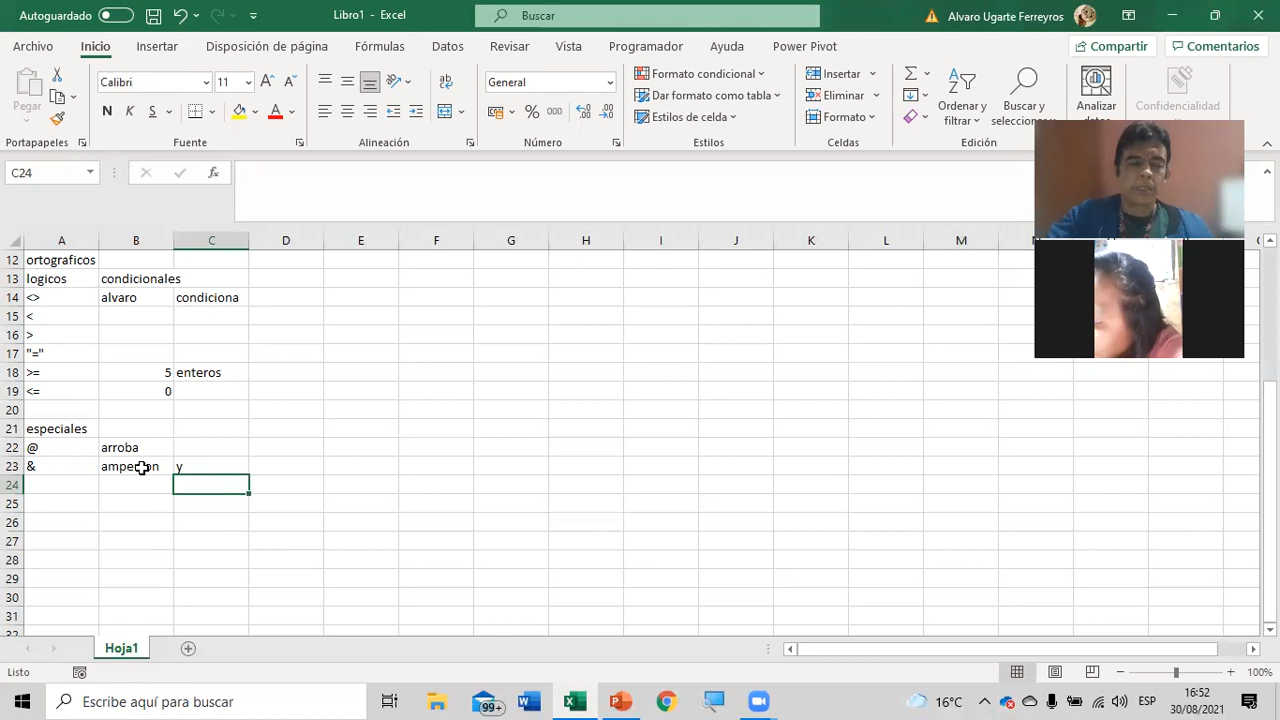 Autoguardado
Libro1 - Excel
Buscar
Alvaro Ugarte Ferreyros
Archivo Inicio Insertar Disposición de página Fórmulas Datos Revisar Vista Programador Ayuda Power Pivot
Compartir Comentarios
Pegar
Calibri 11
N K S
General
% 000
Formato condicional
Dar formato como tabla
Estilos de celda
Insertar
Eliminar
Formato
Ordenar y filtrar
Buscar y seleccionar
Analizar datos
Confidencialidad
Portapapeles Fuente Alineación Número Estilos Celdas Edición
C24
fx
A B C D E F G H I J K L M
12 ortograficos
13 logicos condicionales
14 <> alvaro condiciona
15 <
16 >
17 "="
18 >= 5 enteros
19 <= 0
20
21 especiales
22 @ arroba
23 & y
24
25
26
27
28
29
30
31
32
Hoja1
Listo
100%
Escribe aquí para buscar
99+
16°C
ESP
16:52
30/08/2021